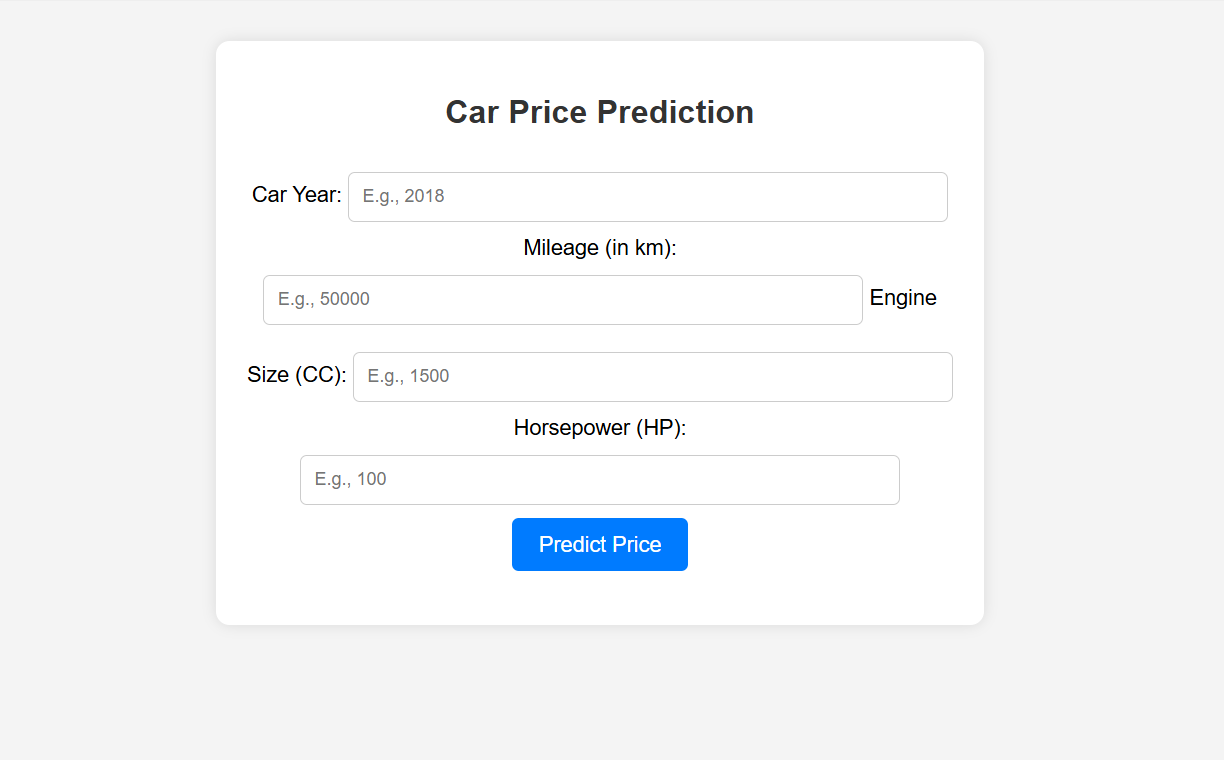 Car Price Prediction
Car Year: E.g., 2018
Mileage (in km):
E.g., 50000 Engine
Size (CC): E.g., 1500
Horsepower (HP):
E.g., 100
Predict Price